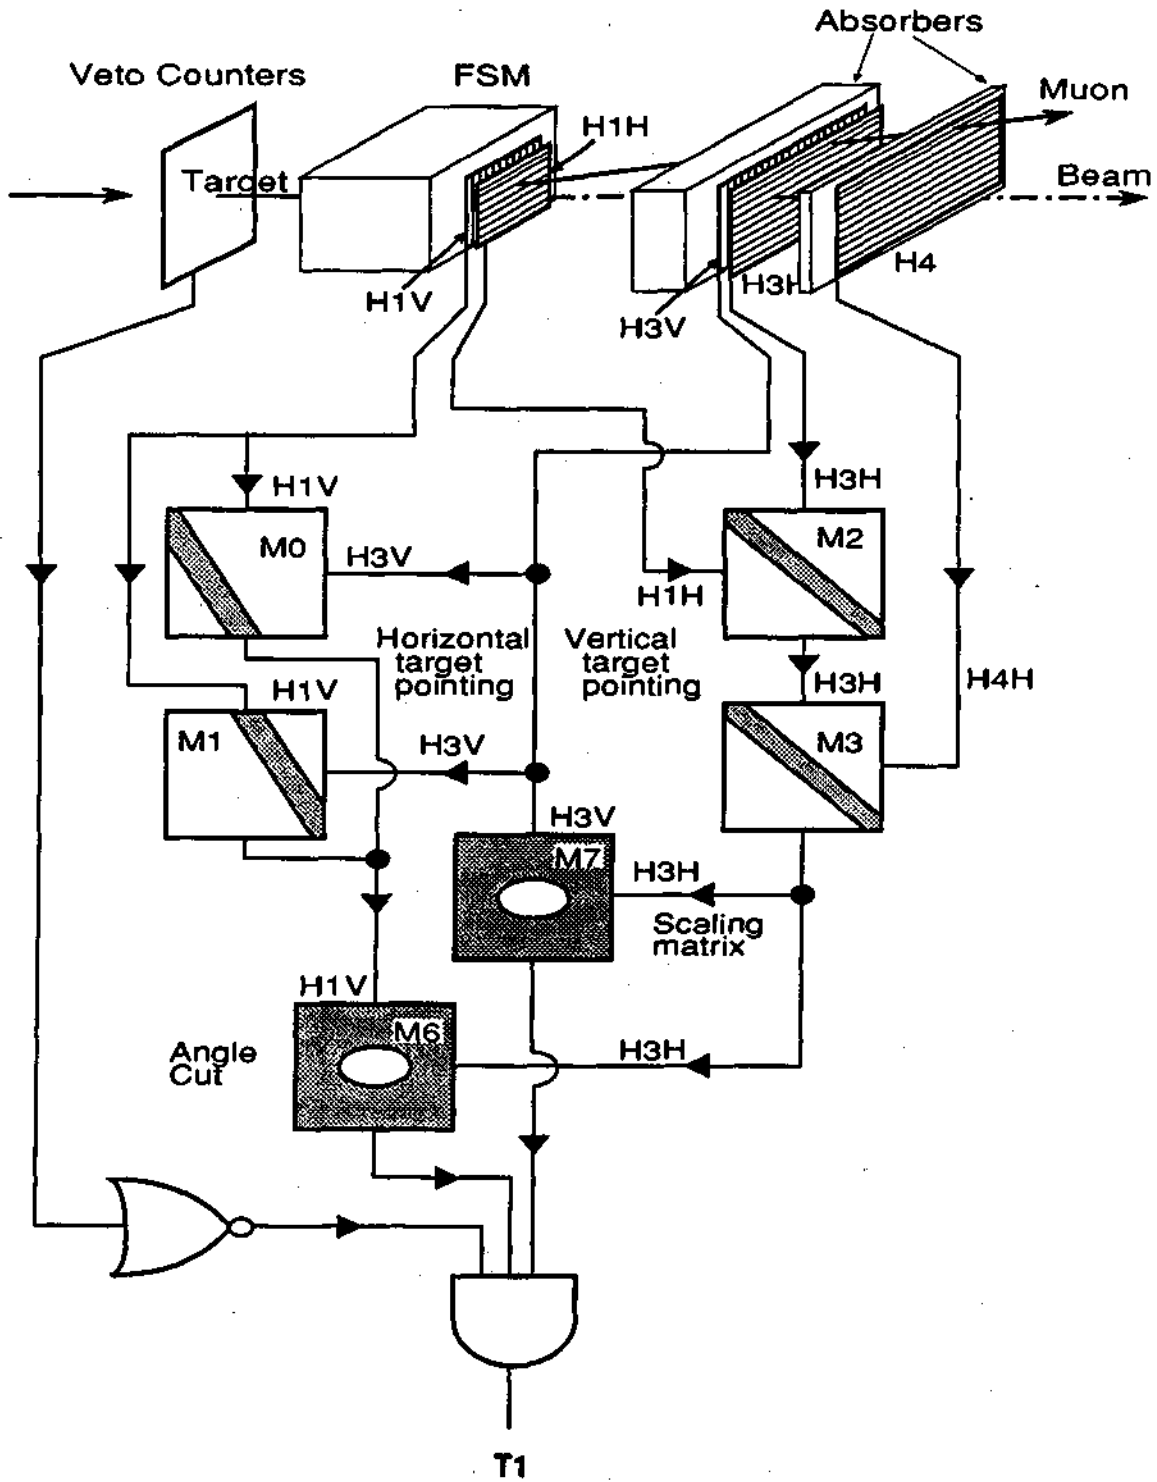 Absorbers
Veto Counters
FSM
Muon
H1H
Target
Beam
H1V
H3H
H4
H3V
H1V
H3H
M0
M2
H3V
H1H
Horizontal
target
pointing
Vertical
target
pointing
H1V
H3H
H4H
M1
M3
H3V
H3V
M7
H3H
Scaling
matrix
H1V
M6
Angle
Cut
H3H
T1